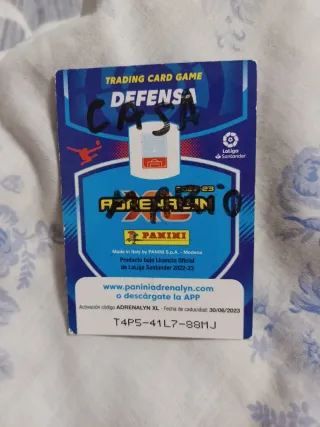 TRADING CARD GAME
DEFENSA
CASA
LaLiga
Santander
2022-23
ADRENALYN
XL
PANINI
Made in Italy by PANINI S.p.A. - Modena
Producto bajo Licencia Oficial
de LaLiga Santander 2022-23
www.paniniadrenalyn.com
o descárgate la APP
Activación código ADRENALYN XL · Fecha de caducidad: 30/06/2023
T4P5-41L7-88MJ